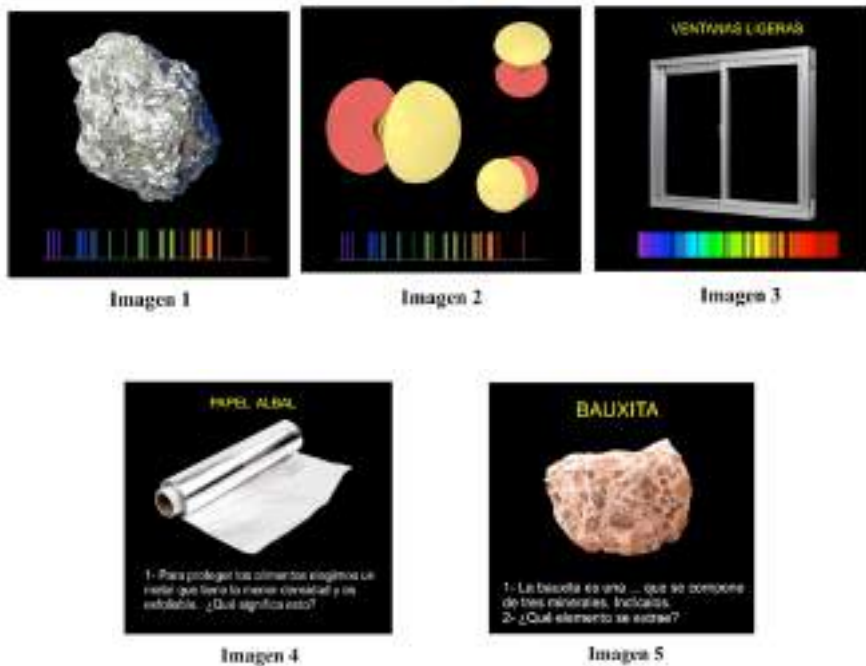 VENTANAS LIGERAS
Imagen 1
Imagen 2
Imagen 3
PAPEL ALBAL
1- Para proteger los alimentos elegimos un
metal que tiene la menor densidad y es
¿Qué significa esto?
Imagen 4
BAUXITA
1- La bauxita es una ... que se compone
de tres minerales. Indícalos.
2- ¿Qué elemento se extrae?
Imagen 5